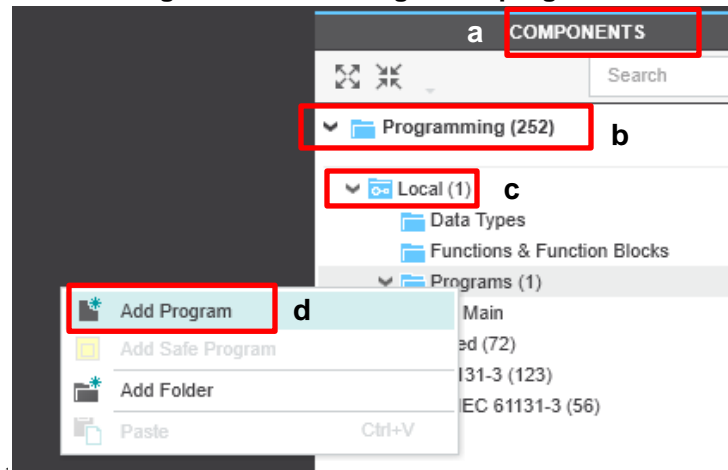 a COMPONENTS
Search
Programming (252) b
Local (1) c
Data Types
Functions & Function Blocks
Programs (1)
Add Program d
Main
Add Safe Program
ed (72)
131-3 (123)
Add Folder
IEC 61131-3 (56)
Paste Ctrl+V